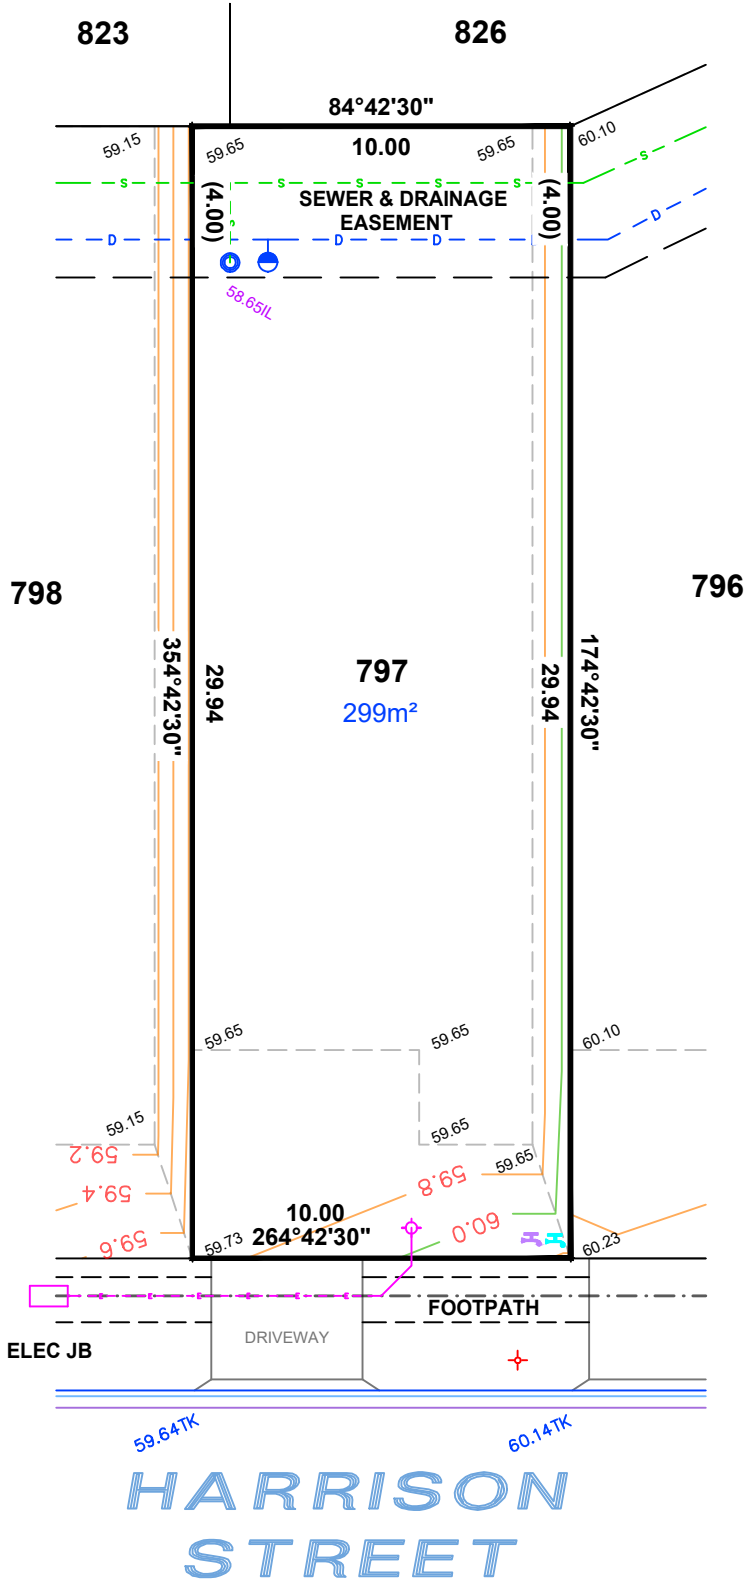 823
826
84°42'30"
59.15
59.65
10.00
59.65
60.10
S
S
S
S
S
S
S
(4.00)
SEWER & DRAINAGE
EASEMENT
(4.00)
D
D
D
D
58.65IL
798
796
354°42'30"
29.94
797
299m²
29.94
174°42'30"
59.65
59.65
60.10
59.15
59.65
59.2
59.65
59.4
59.8
10.00
264°42'30"
59.6
59.73
60.0
60.23
E
E
E
E
E
E
FOOTPATH
DRIVEWAY
ELEC JB
59.64TK
60.14TK
HARRISON
STREET